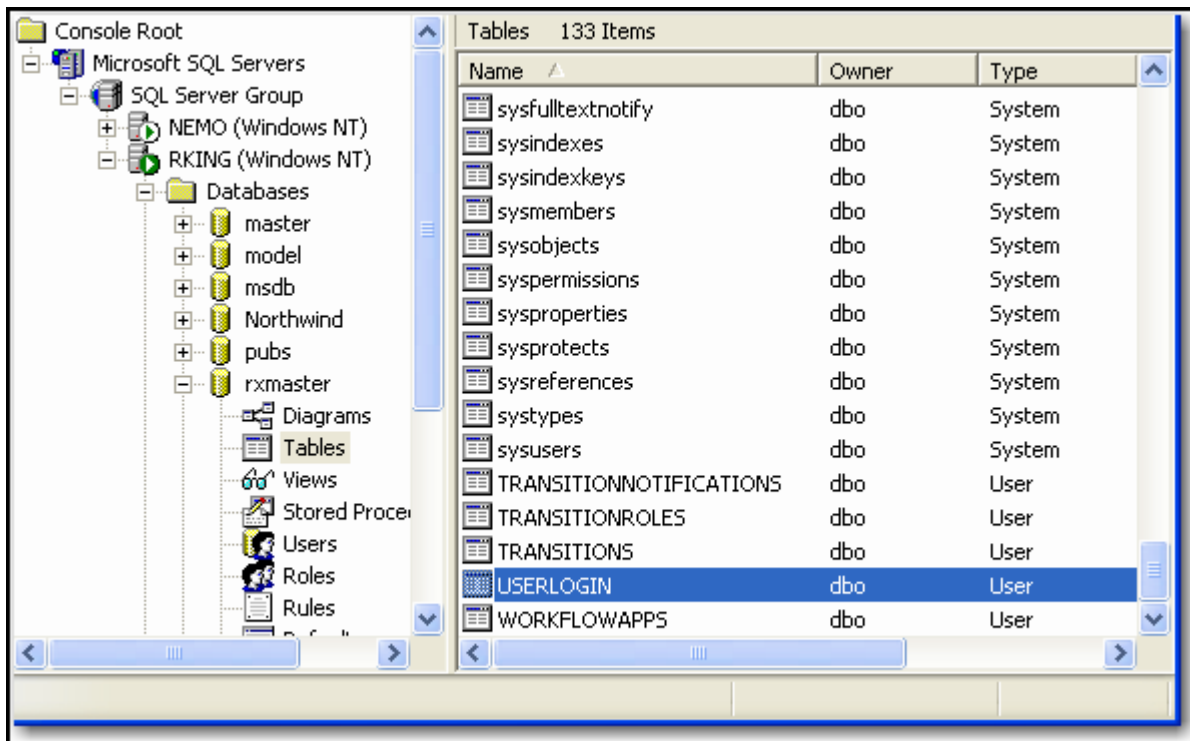 Console Root
Microsoft SQL Servers
SQL Server Group
NEMO (Windows NT)
RKING (Windows NT)
Databases
master
model
msdb
Northwind
pubs
rxmaster
Diagrams
Tables
Views
Stored Proce
Users
Roles
Rules
Tables 133 Items
Name Owner Type
sysfulltextnotify dbo System
sysindexes dbo System
sysindexkeys dbo System
sysmembers dbo System
sysobjects dbo System
syspermissions dbo System
sysproperties dbo System
sysprotects dbo System
sysreferences dbo System
systypes dbo System
sysusers dbo System
TRANSITIONNOTIFICATIONS dbo User
TRANSITIONROLES dbo User
TRANSITIONS dbo User
USERLOGIN dbo User
WORKFLOWAPPS dbo User